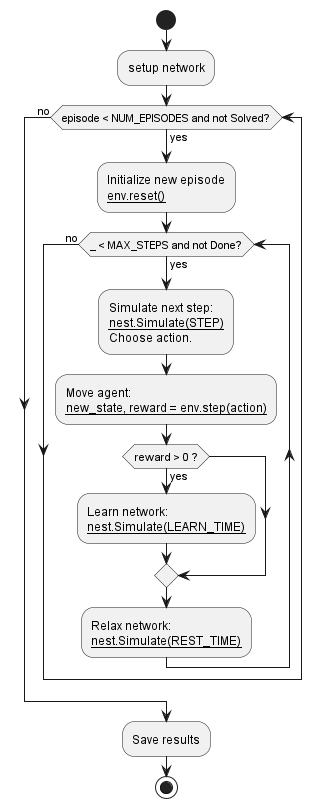 setup network
no
episode < NUM_EPISODES and not Solved?
yes
Initialize new episode
env.reset()
no
_ < MAX_STEPS and not Done?
yes
Simulate next step:
nest.Simulate(STEP)
Choose action.
Move agent:
new_state, reward = env.step(action)
reward > 0 ?
yes
Learn network:
nest.Simulate(LEARN_TIME)
Relax network:
nest.Simulate(REST_TIME)
Save results